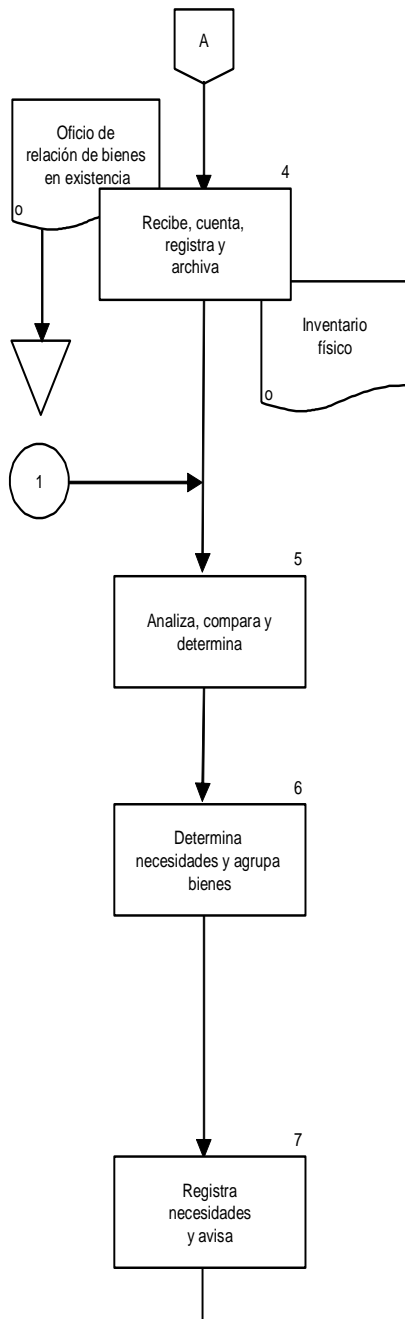 A
Oficio de
relación de bienes
en existencia
o
4
Recibe, cuenta,
registra y
archiva
Inventario
físico
o
1
5
Analiza, compara y
determina
6
Determina
necesidades y agrupa
bienes
7
Registra
necesidades
y avisa